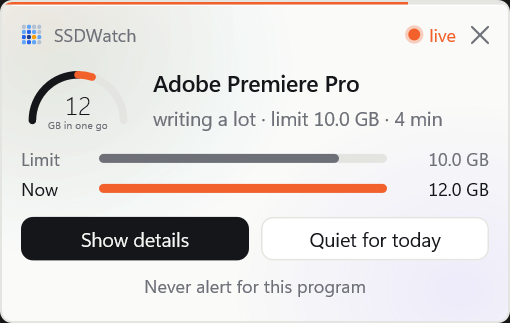 SSDWatch
live
12
GB in one go
Adobe Premiere Pro
writing a lot · limit 10.0 GB · 4 min
Limit 10.0 GB
Now 12.0 GB
Show details Quiet for today
Never alert for this program